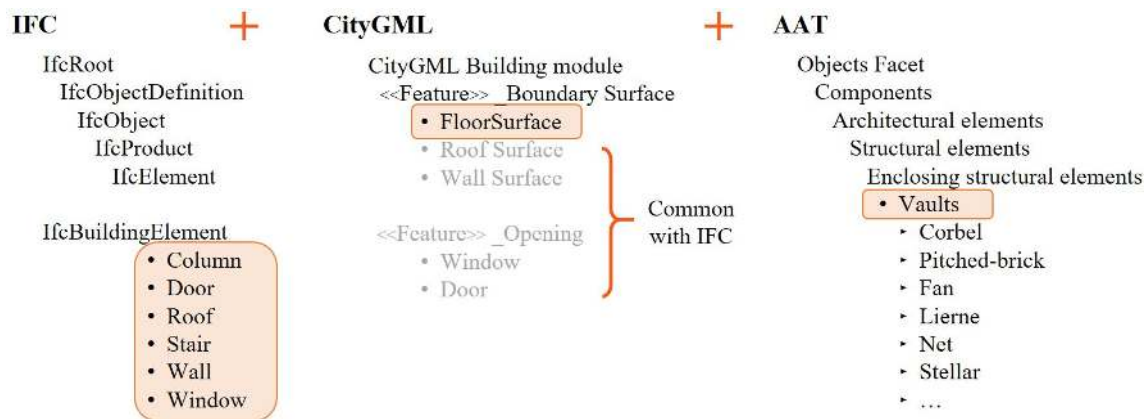 IFC + CityGML + AAT
IfcRoot
IfcObjectDefinition
IfcObject
IfcProduct
IfcElement
IfcBuildingElement
• Column
• Door
• Roof
• Stair
• Wall
• Window
CityGML Building module
<<Feature>> _Boundary Surface
• FloorSurface
• Roof Surface
• Wall Surface
<<Feature>> _Opening
• Window
• Door
Common
with IFC
Objects Facet
Components
Architectural elements
Structural elements
Enclosing structural elements
• Vaults
▸ Corbel
▸ Pitched-brick
▸ Fan
▸ Lierne
▸ Net
▸ Stellar
▸ …